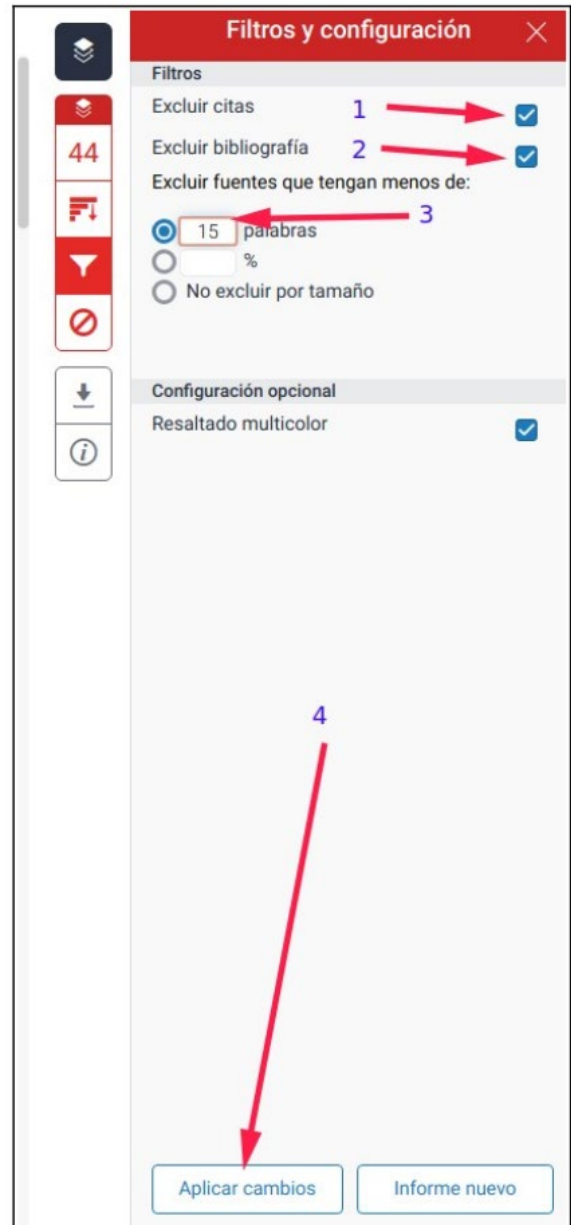 Filtros y configuración
Filtros
Excluir citas 1
44
Excluir bibliografía 2
Excluir fuentes que tengan menos de:
3
15 palabras
%
No excluir por tamaño
Configuración opcional
Resaltado multicolor
i
4
Aplicar cambios Informe nuevo